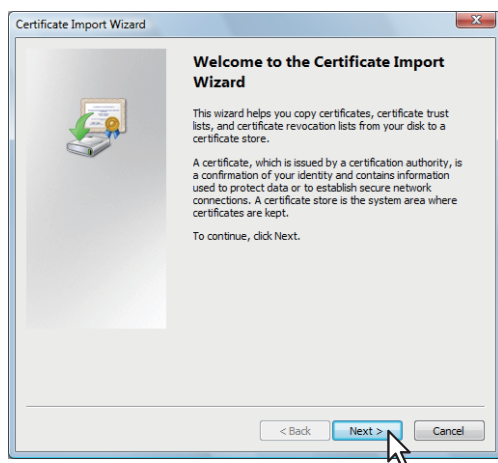 Certificate Import Wizard
Welcome to the Certificate Import
Wizard
This wizard helps you copy certificates, certificate trust
lists, and certificate revocation lists from your disk to a
certificate store.
A certificate, which is issued by a certification authority, is
a confirmation of your identity and contains information
used to protect data or to establish secure network
connections. A certificate store is the system area where
certificates are kept.
To continue, click Next.
< Back Next > Cancel